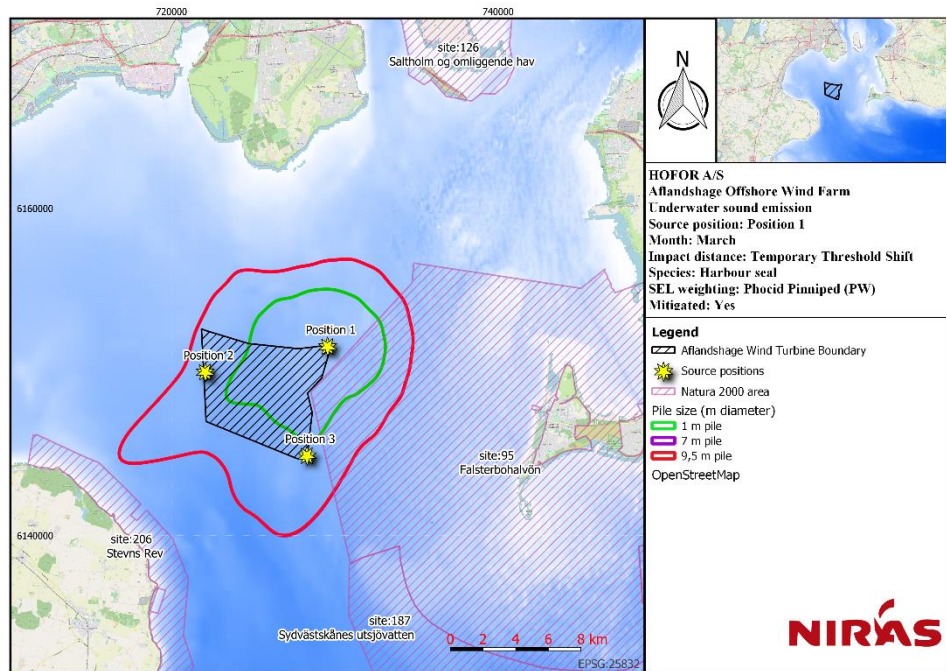 720000
740000
site:126
Saltholm og omliggende hav
6160000
Position 1
Position 2
Position 3
site:95
Falsterbohalvön
6140000
site:206
Stevns Rev
site:187
Sydvästskånes utsjövatten
0 2 4 6 8 km
EPSG:25832
N
HOFOR A/S
Aflandshage Offshore Wind Farm
Underwater sound emission
Source position: Position 1
Month: March
Impact distance: Temporary Threshold Shift
Species: Harbour seal
SEL weighting: Phocid Pinniped (PW)
Mitigated: Yes
Legend
Aflandshage Wind Turbine Boundary
Source positions
Natura 2000 area
Pile size (m diameter)
1 m pile
7 m pile
9,5 m pile
OpenStreetMap
NIRAS